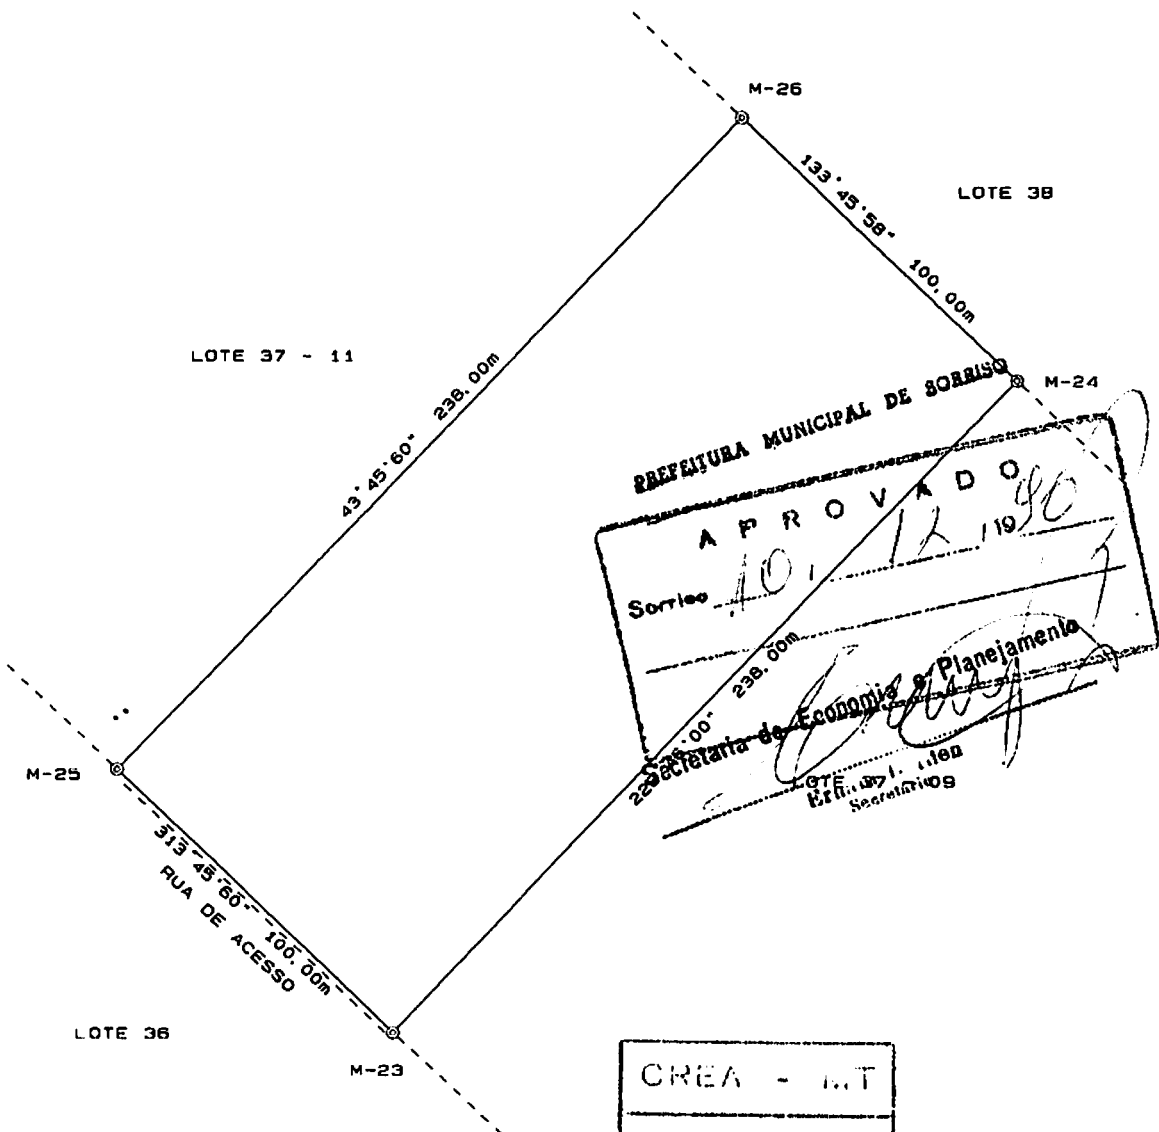 M-26
133°45'58" 100.00m
LOTE 38
LOTE 37 - 11
43°45'60" 238.00m
M-24
PREFEITURA MUNICIPAL DE SORRISO
APROVADO
Sorriso 10, 12, 1990
238.00m
Secretaria de Economia e Planejamento
Secretário
M-25
313°45'60" 100.00m
RUA DE ACESSO
LOTE 36
M-23
CREA - MT